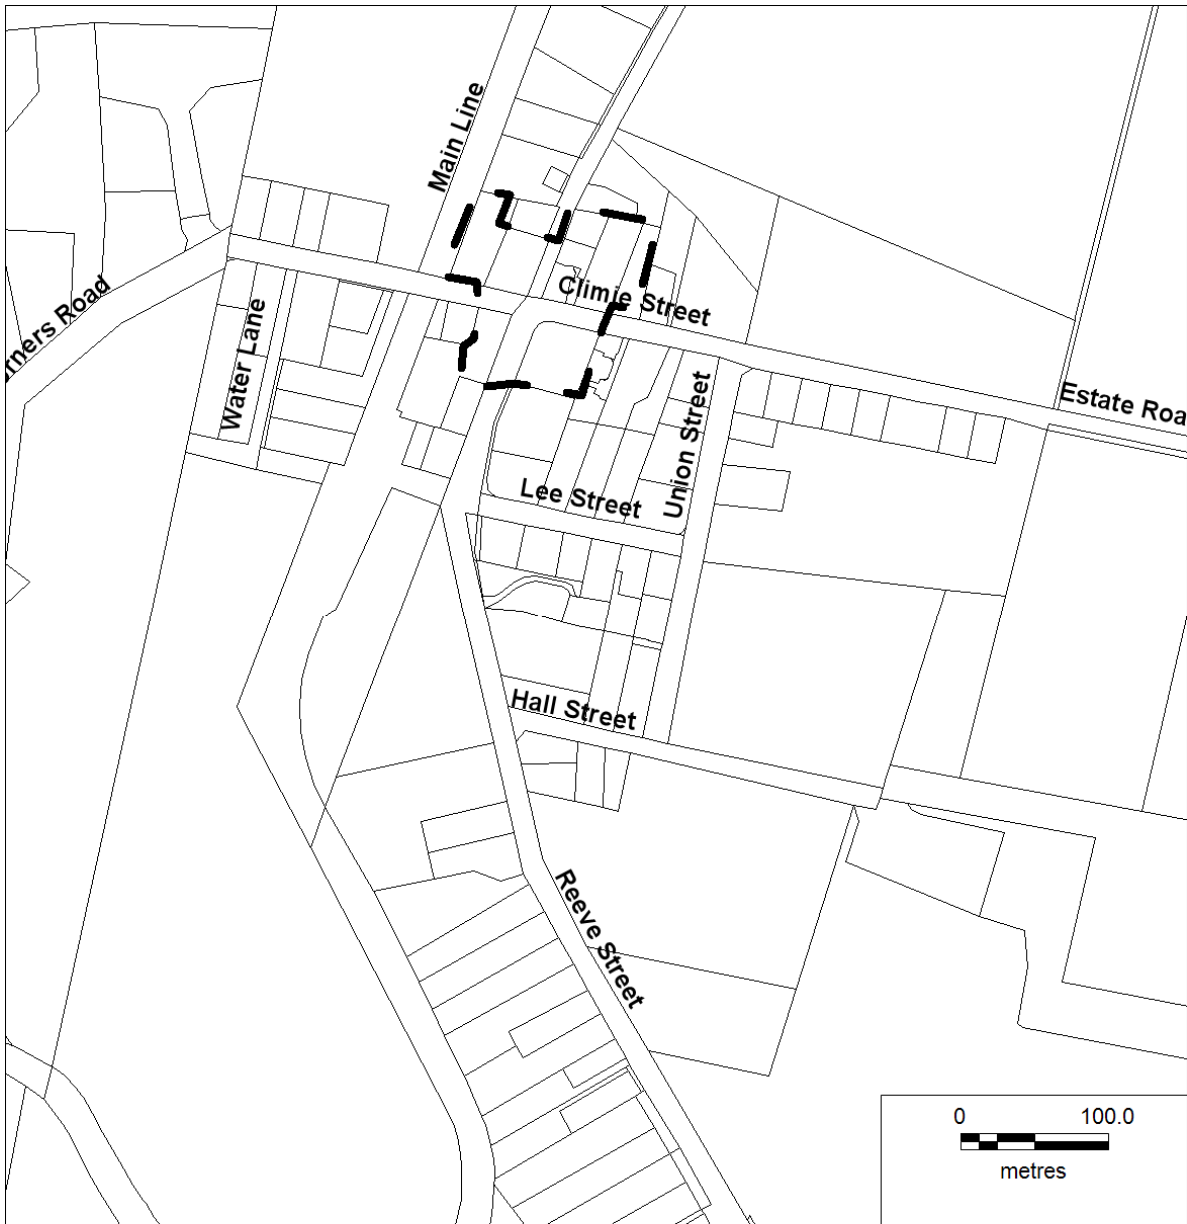 Main Line
Climie Street
rners Road
Water Lane
Estate Roa
Union Street
Lee Street
Hall Street
Reeve Street
0 100.0
metres